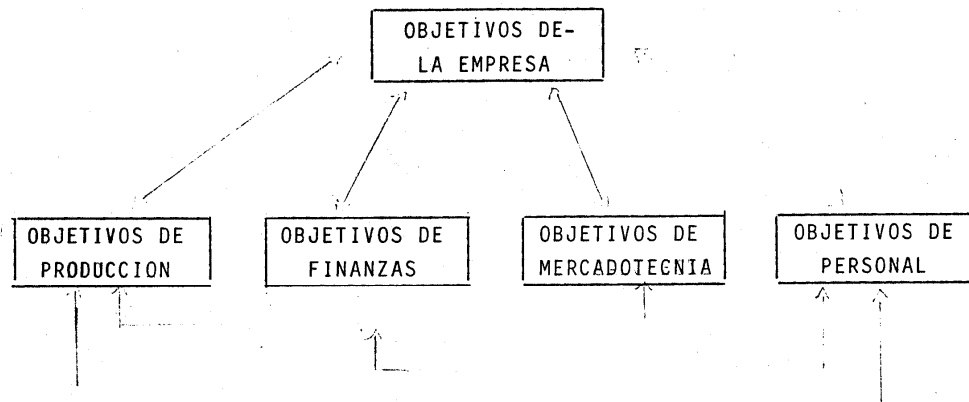 OBJETIVOS DE-
LA EMPRESA
OBJETIVOS DE
PRODUCCION
OBJETIVOS DE
FINANZAS
OBJETIVOS DE
MERCADOTECNIA
OBJETIVOS DE
PERSONAL